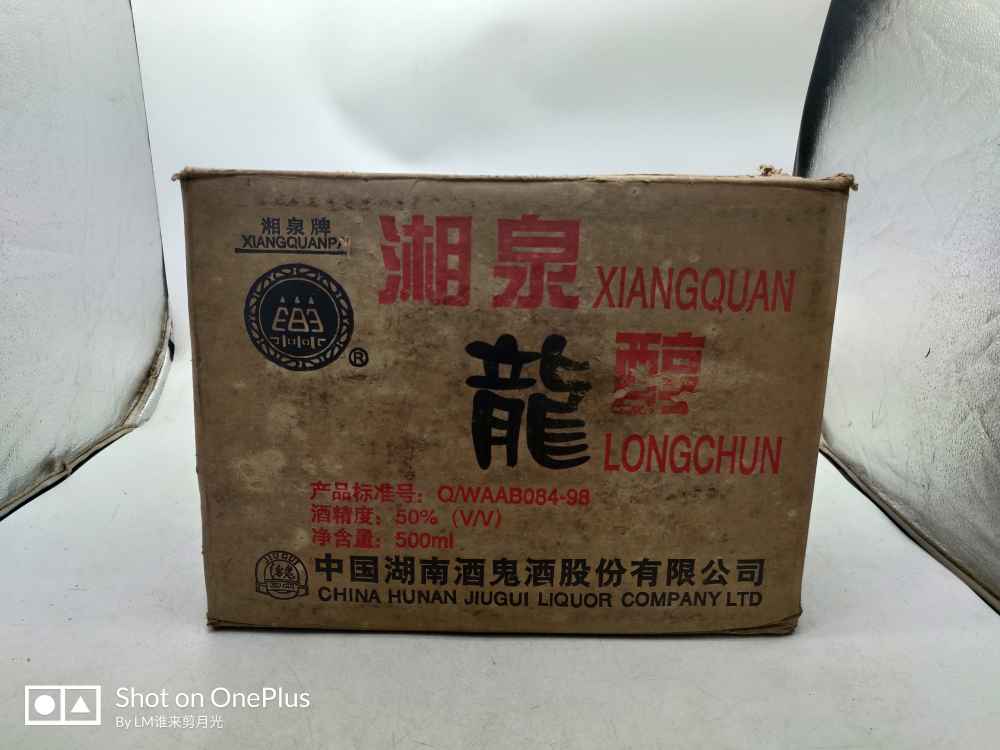 湘泉牌
XIANGQUANPAI
湘泉 XIANGQUAN
®
龍醇
LONGCHUN
产品标准号：Q/WAAB084-98
酒精度：50%（V/V）
净含量：500ml
JIUGUI
中国湖南酒鬼酒股份有限公司
CHINA HUNAN JIUGUI LIQUOR COMPANY LTD
Shot on OnePlus
By LM谁来剪月光